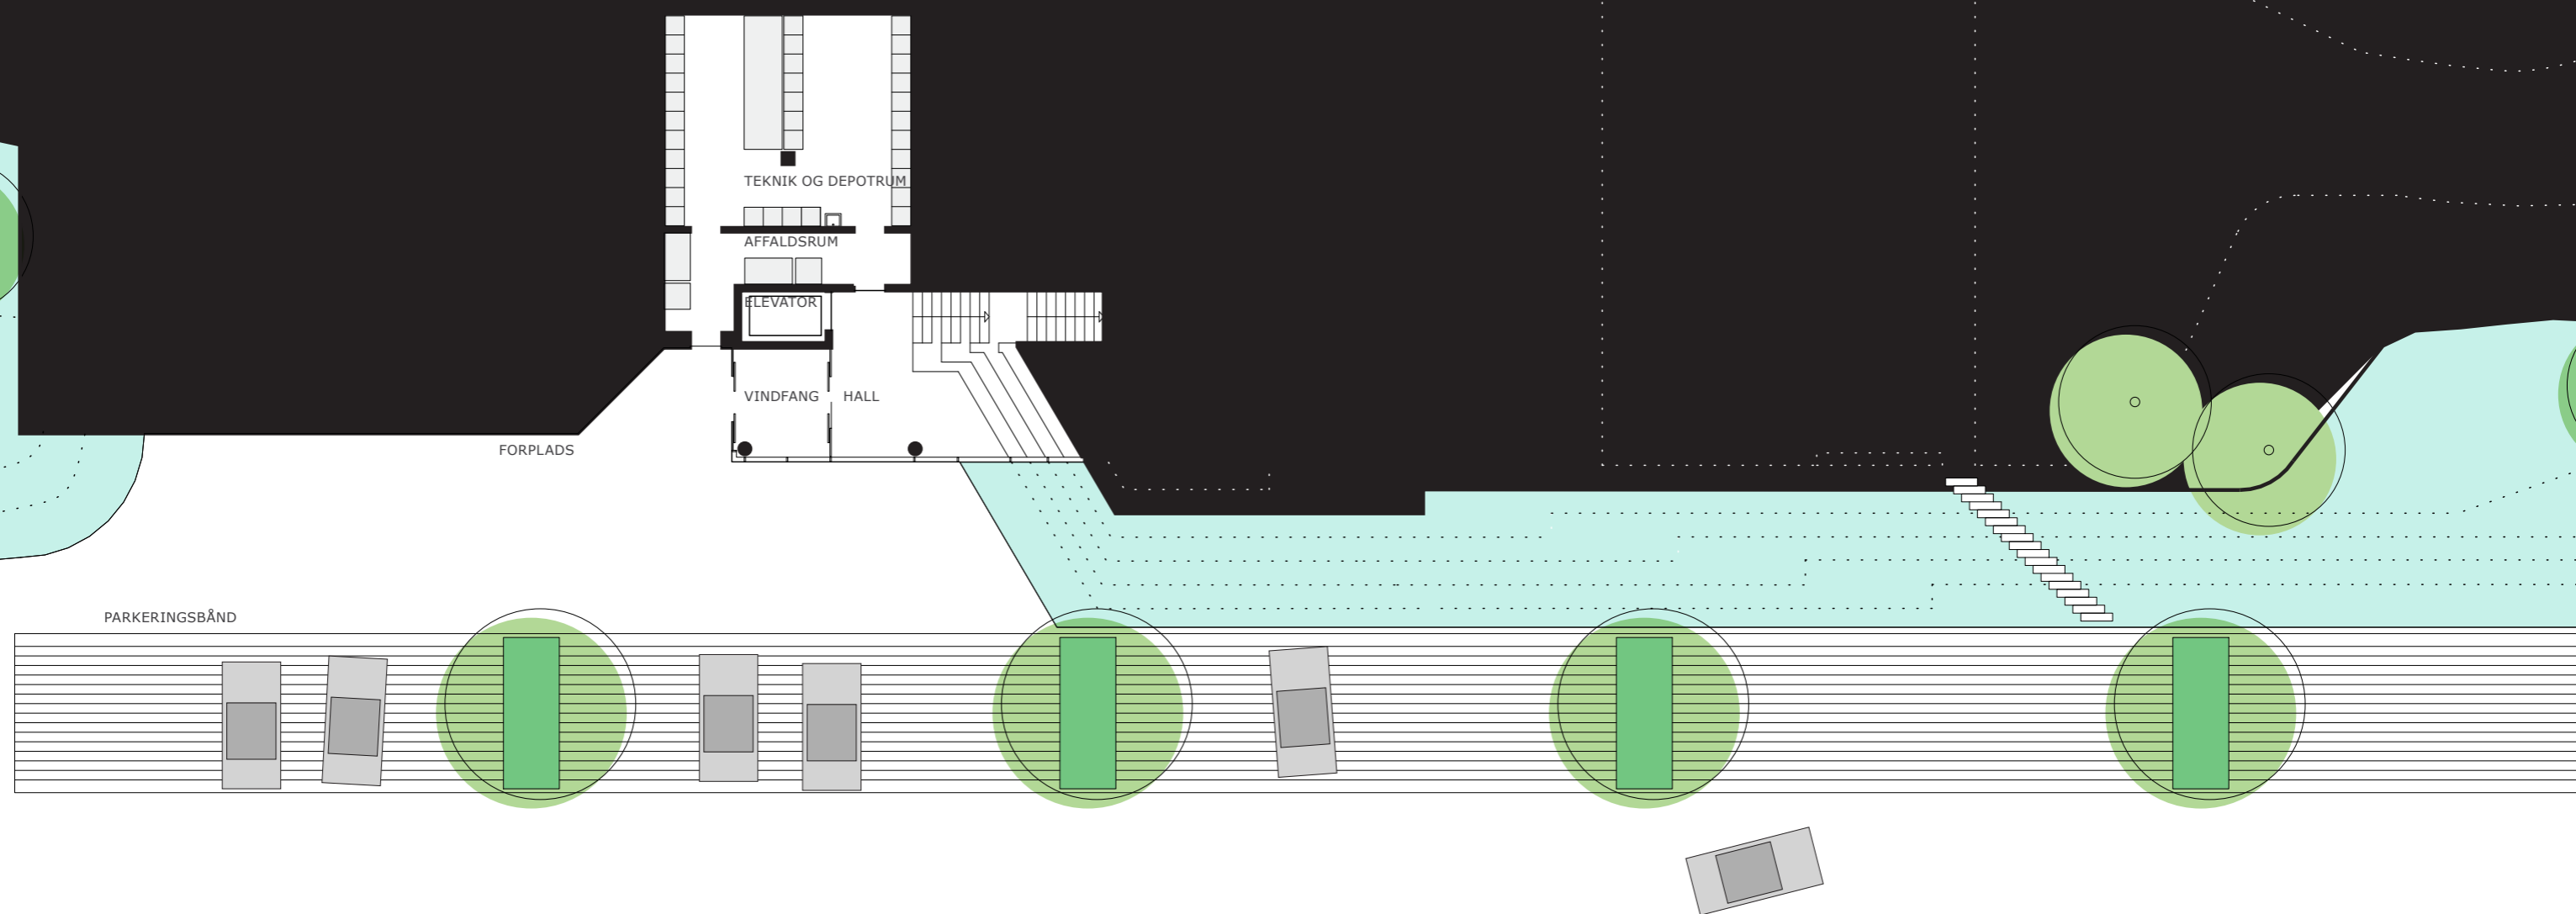 TEKNIK OG DEPOTRUM
AFFALDSRUM
ELEVATOR
VINDFANG
HALL
FORPLADS
PARKERINGSBÅND